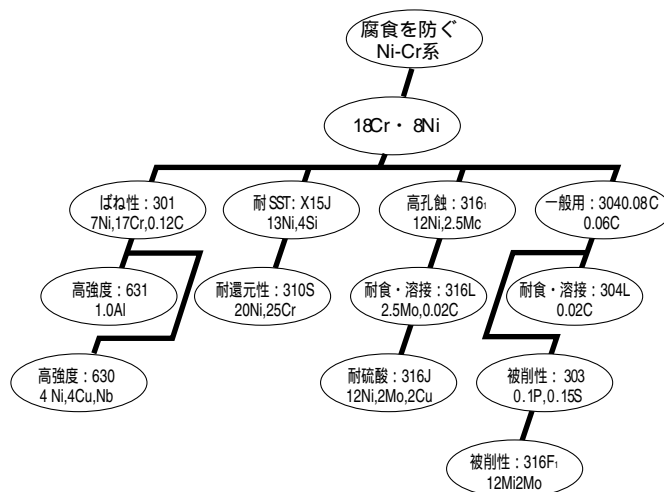 腐食を防ぐ
Ni-Cr系
18Cr・ 8Ni
ばね性：301
7Ni,17Cr,0.12C
耐SST：X15J
13Ni,4Si
高孔蝕：316₁
12Ni,2.5Mc
一般用：3040.08C
0.06C
高強度：631
1.0Al
耐還元性：310S
20Ni,25Cr
耐食・溶接：316L
2.5Mo,0.02C
耐食・溶接：304L
0.02C
高強度：630
4 Ni,4Cu,Nb
耐硫酸：316J
12Ni,2Mo,2Cu
被削性：303
0.1P,0.15S
被削性：316F₁
12Mi2Mo